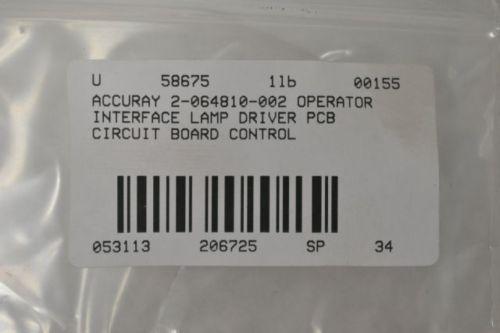 U 58675 1lb 00155
ACCURAY 2-064810-002 OPERATOR
INTERFACE LAMP DRIVER PCB
CIRCUIT BOARD CONTROL
053113 206725 SP 34